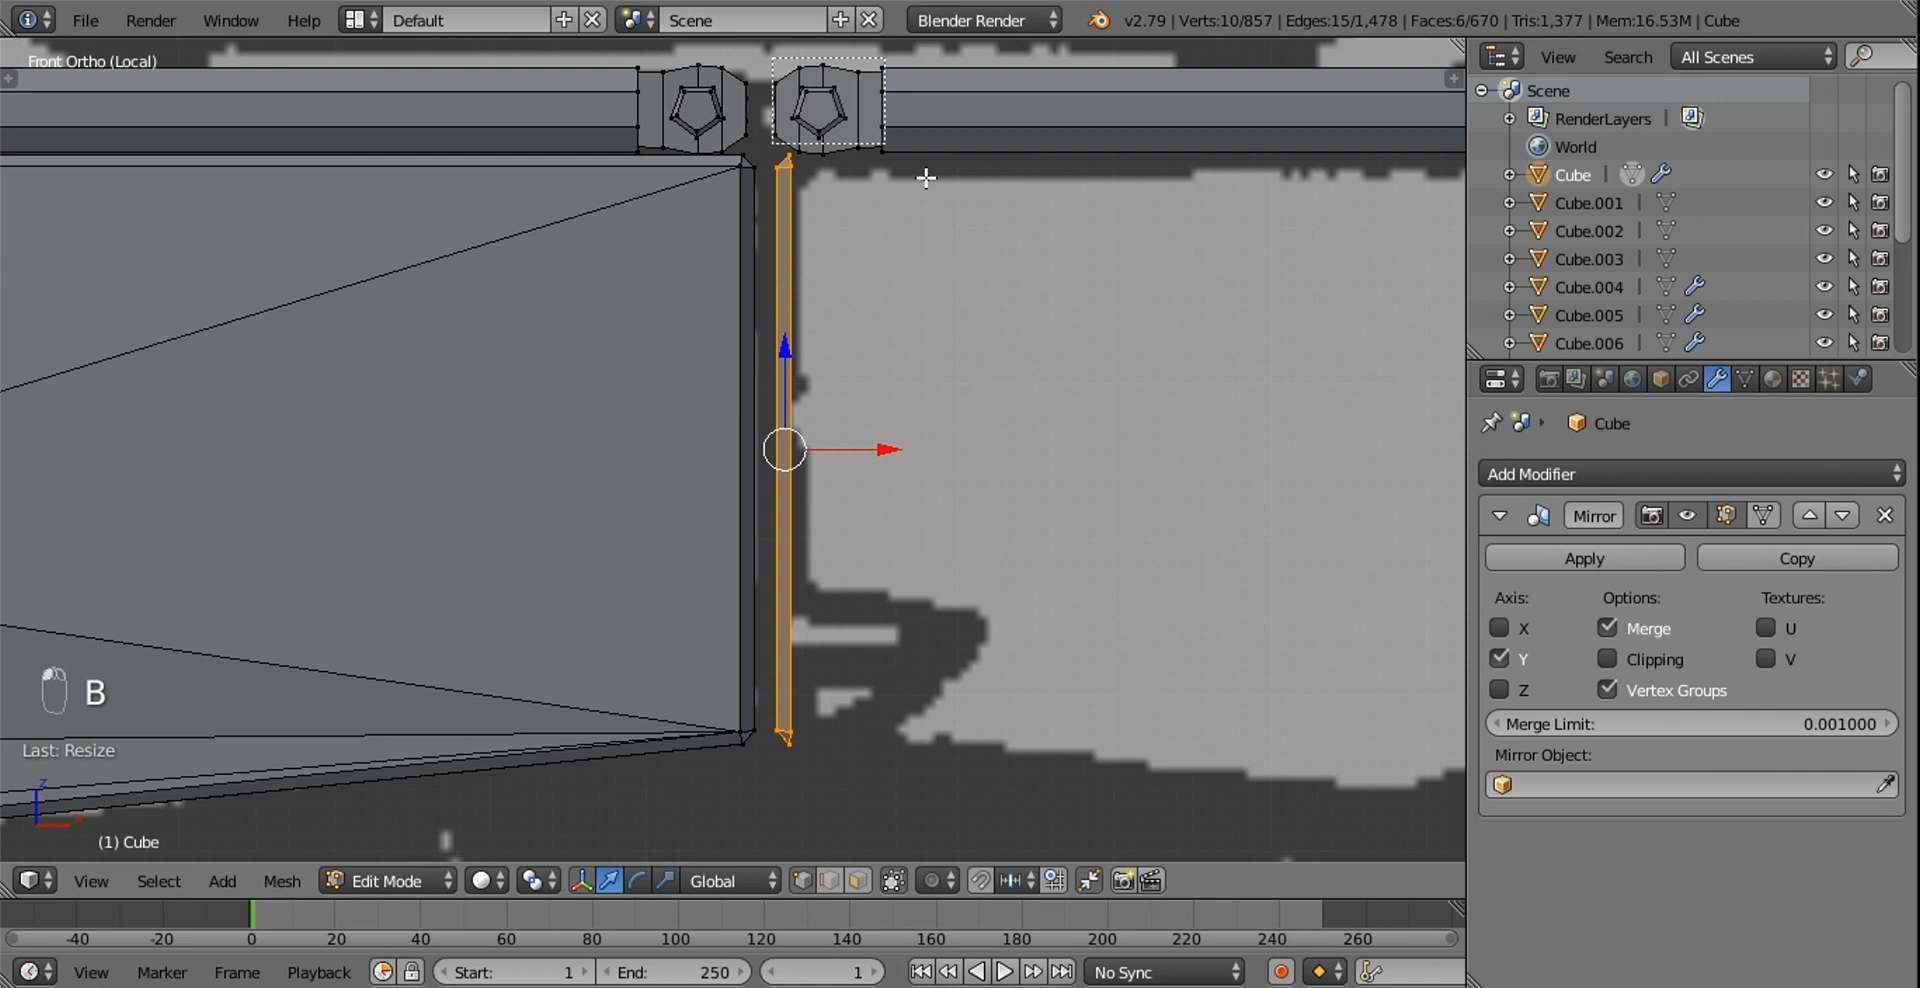 File Render Window Help Default Scene Blender Render v2.79 | Verts:10/857 | Edges:15/1,478 | Faces:6/670 | Tris:1,377 | Mem:16.53M | Cube
Front Ortho (Local)
View Search All Scenes
Scene
RenderLayers |
World
Cube |
Cube.001 |
Cube.002 |
Cube.003 |
Cube.004 |
Cube.005 |
Cube.006 |
Cube
Add Modifier
Mirror
Apply Copy
Axis: Options: Textures:
X Merge U
Y Clipping V
Z Vertex Groups
Merge Limit: 0.001000
Mirror Object:
B
Last: Resize
z
x
(1) Cube
View Select Add Mesh Edit Mode Global
-40 -20 0 20 40 60 80 100 120 140 160 180 200 220 240 260
View Marker Frame Playback Start: 1 End: 250 1 No Sync